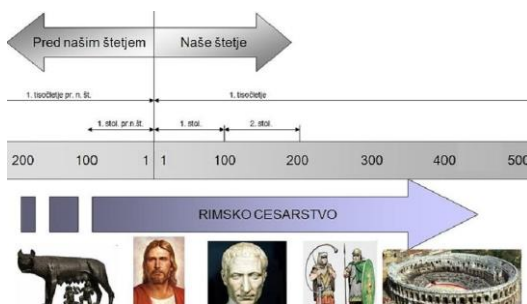 Pred našim štetjem Naše štetje
1. tisočletje pr. n. št. 1. tisočletje
1. stol. pr.n.št. 1. stol. 2. stol.
200 100 1 1 100 200 300 400 500
RIMSKO CESARSTVO